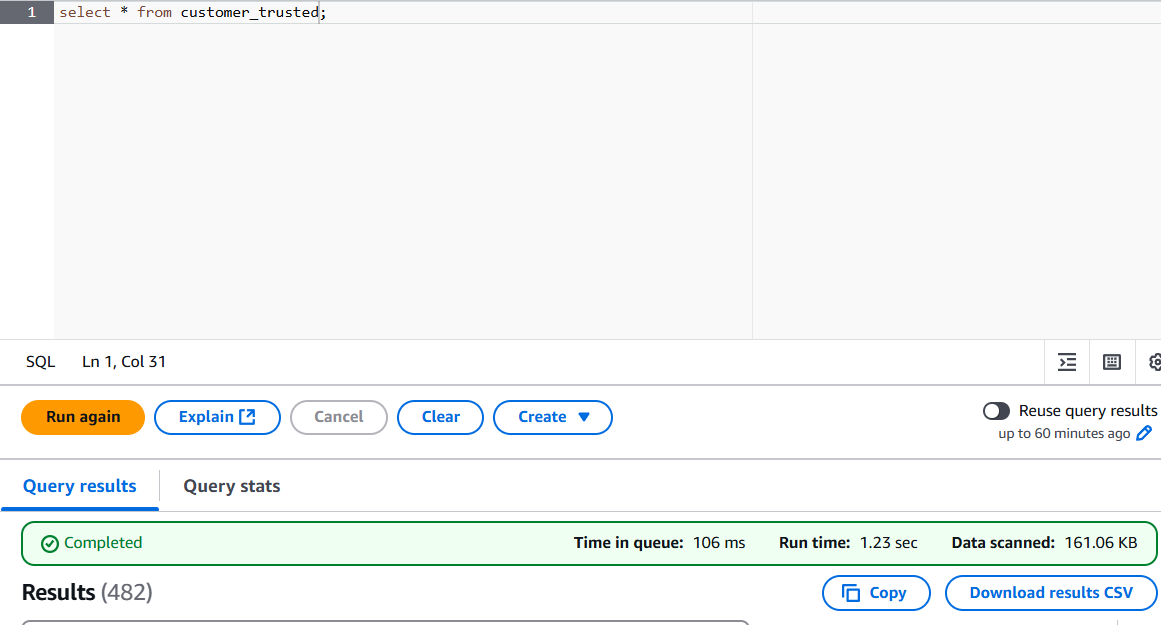 1 select * from customer_trusted;
SQL Ln 1, Col 31
Run again Explain Cancel Clear Create Reuse query results
up to 60 minutes ago
Query results Query stats
Completed Time in queue: 106 ms Run time: 1.23 sec Data scanned: 161.06 KB
Results (482) Copy Download results CSV